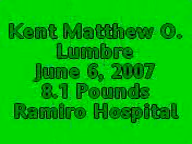 Kent Matthew O.
Lumbre
June 6, 2007
8.1 Pounds
Ramiro Hospital